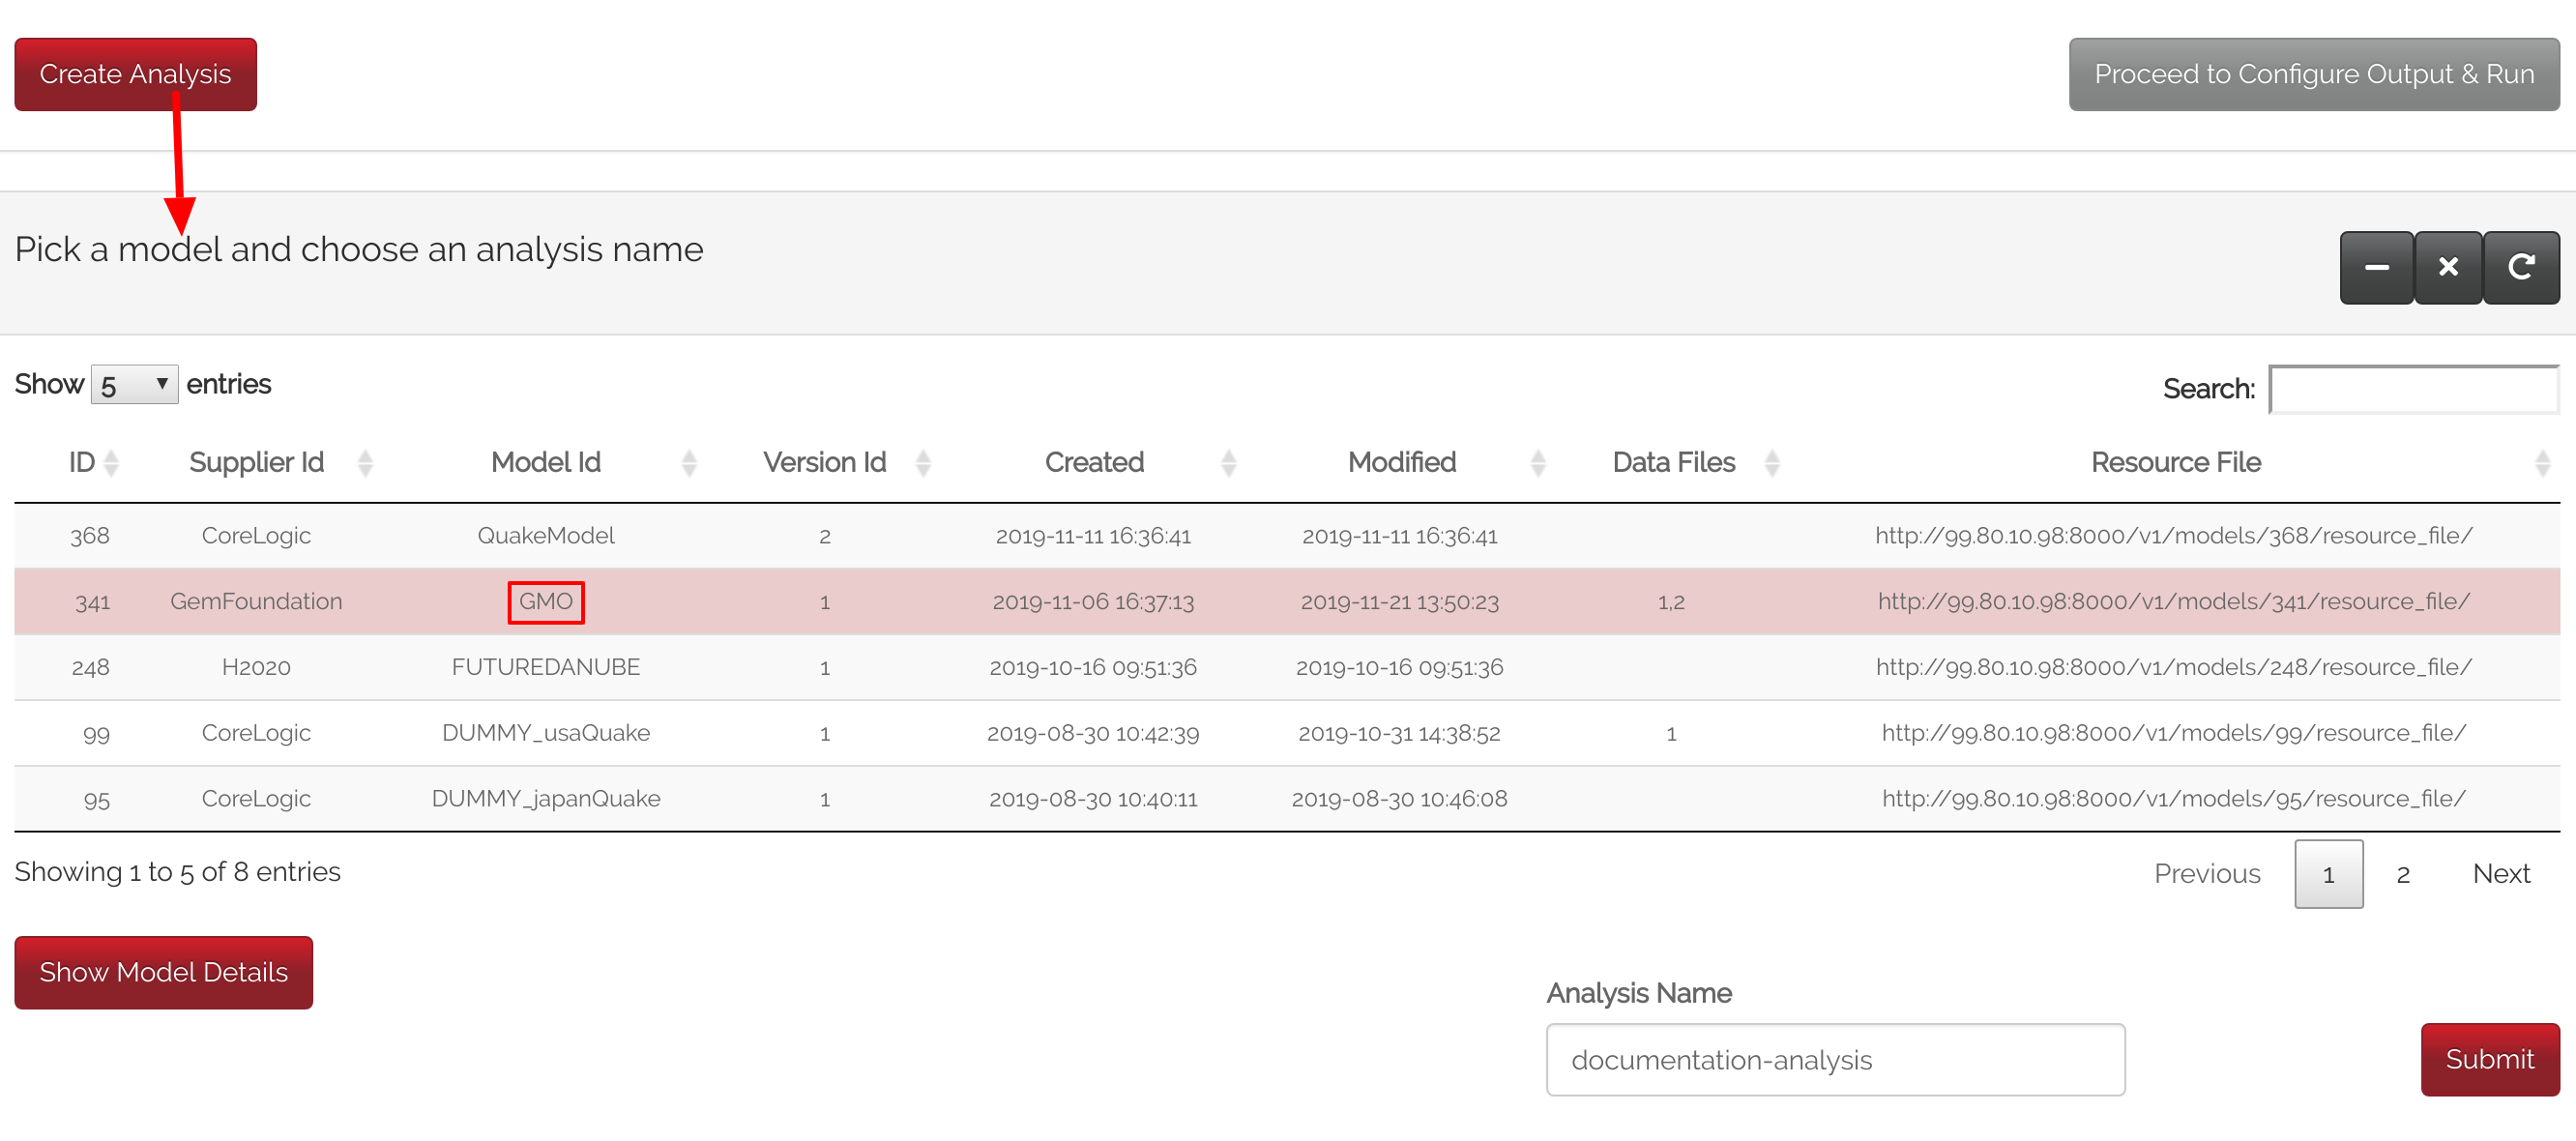 Create Analysis Proceed to Configure Output & Run
Pick a model and choose an analysis name
Show 5 entries Search:
ID Supplier Id Model Id Version Id Created Modified Data Files Resource File
368 CoreLogic QuakeModel 2 2019-11-11 16:36:41 2019-11-11 16:36:41 http://99.80.10.98:8000/v1/models/368/resource_file/
341 GemFoundation GMO 1 2019-11-06 16:37:13 2019-11-21 13:50:23 1,2 http://99.80.10.98:8000/v1/models/341/resource_file/
248 H2020 FUTUREDANUBE 1 2019-10-16 09:51:36 2019-10-16 09:51:36 http://99.80.10.98:8000/v1/models/248/resource_file/
99 CoreLogic DUMMY_usaQuake 1 2019-08-30 10:42:39 2019-10-31 14:38:52 1 http://99.80.10.98:8000/v1/models/99/resource_file/
95 CoreLogic DUMMY_japanQuake 1 2019-08-30 10:40:11 2019-08-30 10:46:08 http://99.80.10.98:8000/v1/models/95/resource_file/
Showing 1 to 5 of 8 entries Previous 1 2 Next
Show Model Details
Analysis Name
documentation-analysis Submit